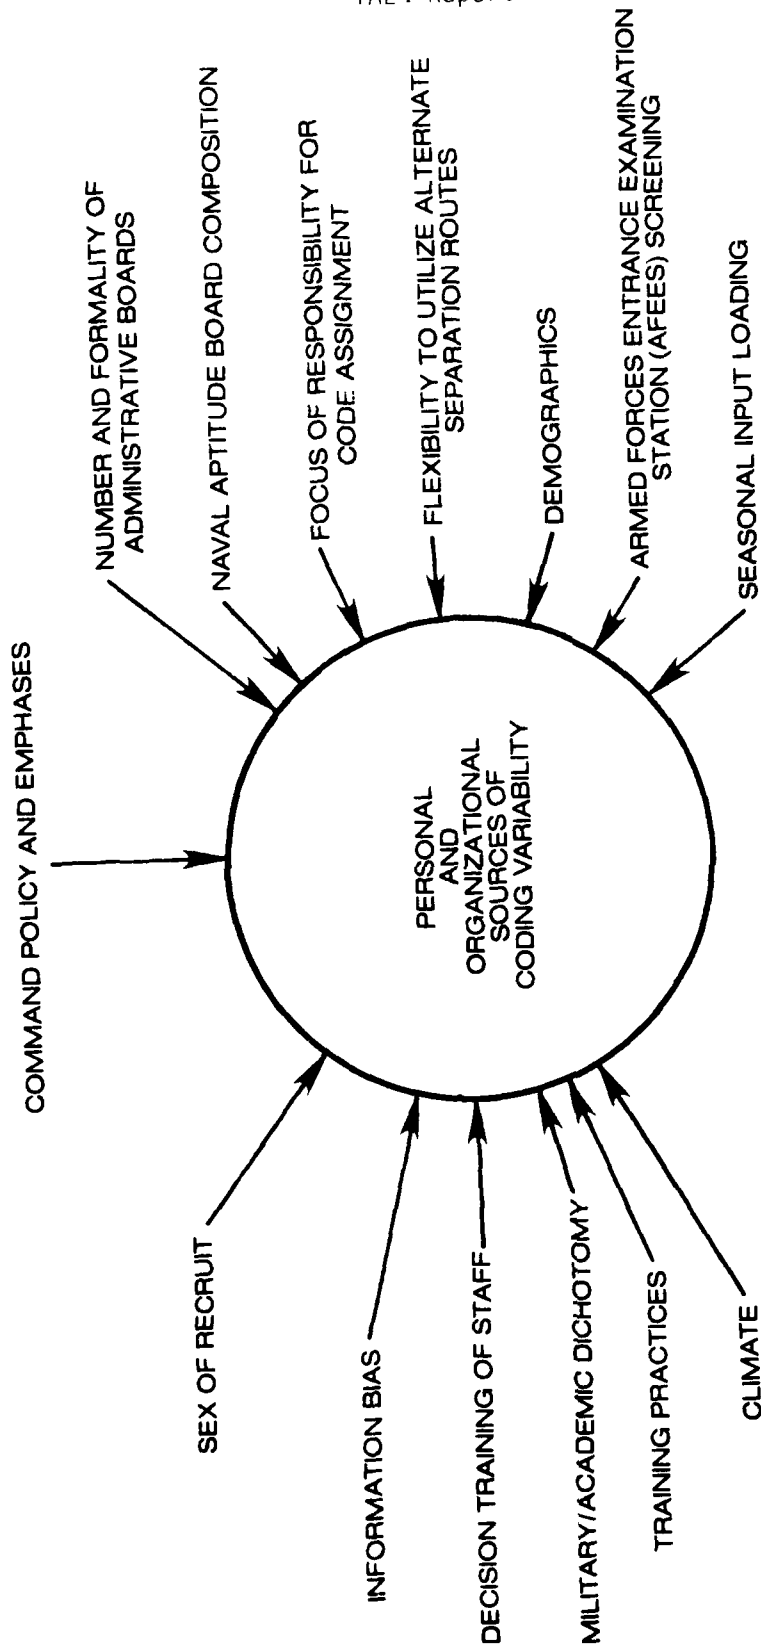 COMMAND POLICY AND EMPHASES
NUMBER AND FORMALITY OF
ADMINISTRATIVE BOARDS
NAVAL APTITUDE BOARD COMPOSITION
FOCUS OF RESPONSIBILITY FOR
CODE ASSIGNMENT
FLEXIBILITY TO UTILIZE ALTERNATE
SEPARATION ROUTES
DEMOGRAPHICS
ARMED FORCES ENTRANCE EXAMINATION
STATION (AFEES) SCREENING
SEASONAL INPUT LOADING
PERSONAL
AND
ORGANIZATIONAL
SOURCES OF
CODING VARIABILITY
SEX OF RECRUIT
INFORMATION BIAS
DECISION TRAINING OF STAFF
MILITARY/ACADEMIC DICHOTOMY
TRAINING PRACTICES
CLIMATE